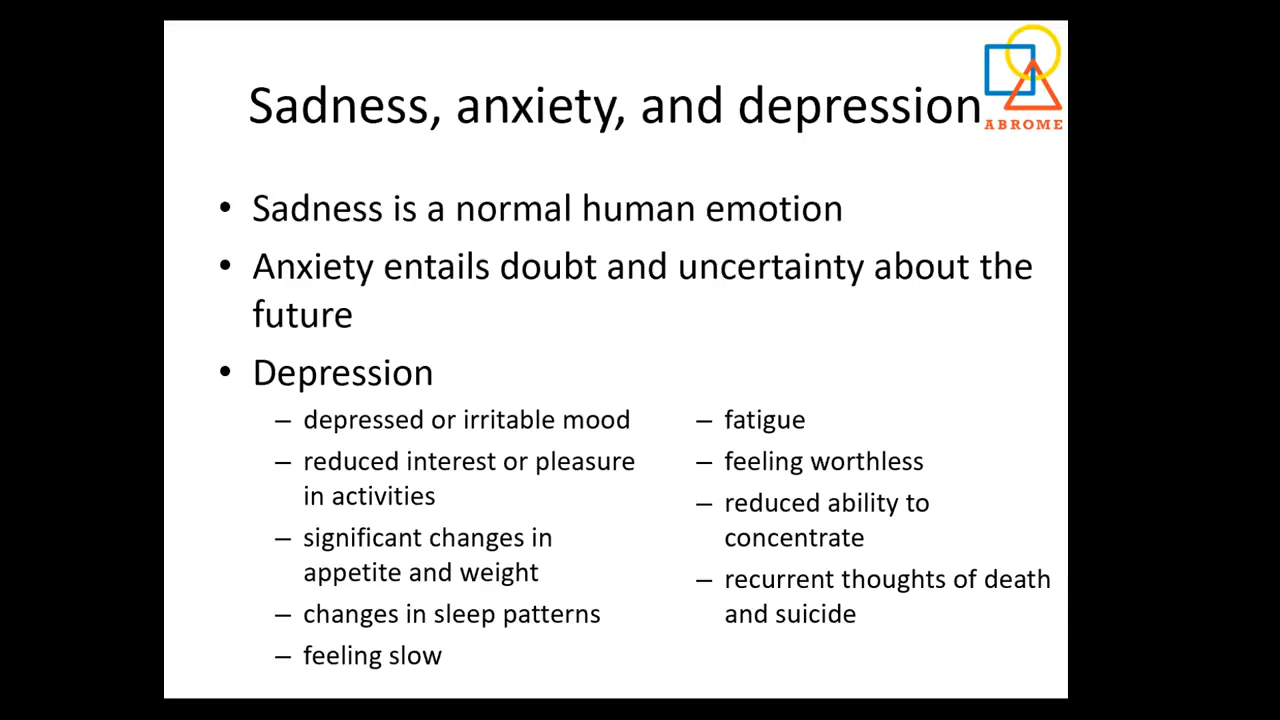 Sadness, anxiety, and depression
ABROME
• Sadness is a normal human emotion
• Anxiety entails doubt and uncertainty about the
future
• Depression
– depressed or irritable mood
– reduced interest or pleasure
in activities
– significant changes in
appetite and weight
– changes in sleep patterns
– feeling slow
– fatigue
– feeling worthless
– reduced ability to
concentrate
– recurrent thoughts of death
and suicide